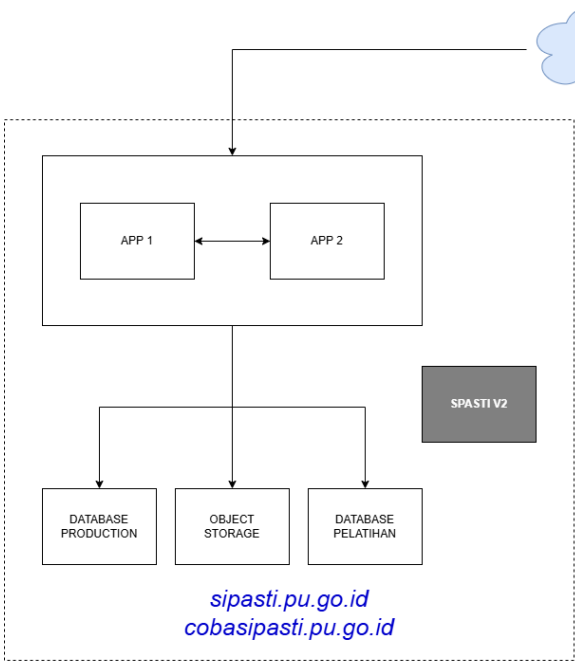 APP 1
APP 2
SPASTI V2
DATABASE
PRODUCTION
OBJECT
STORAGE
DATABASE
PELATIHAN
sipasti.pu.go.id
cobasipasti.pu.go.id